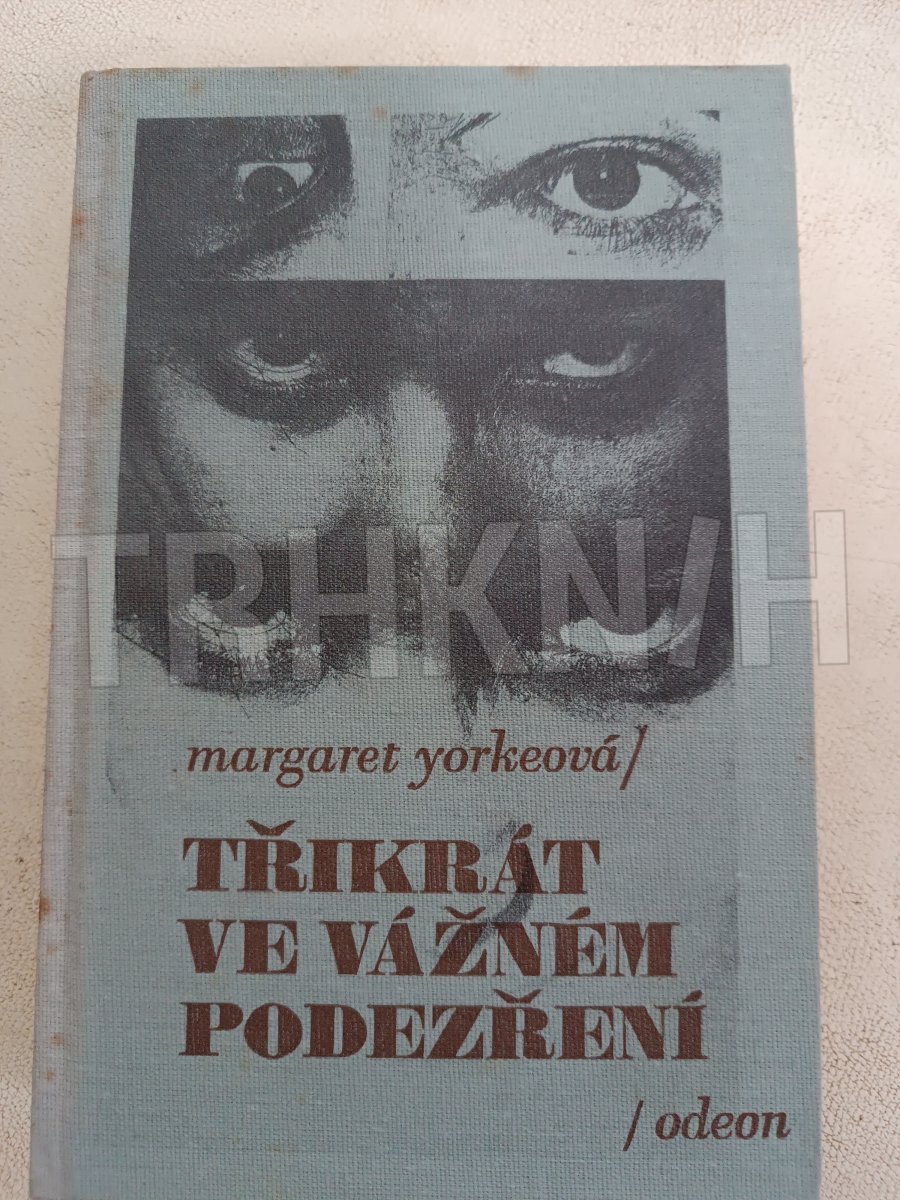 TRHKNIH
margaret yorkeová/
TŘIKRÁT
VE VÁŽNÉM
PODEZŘENÍ
/odeon